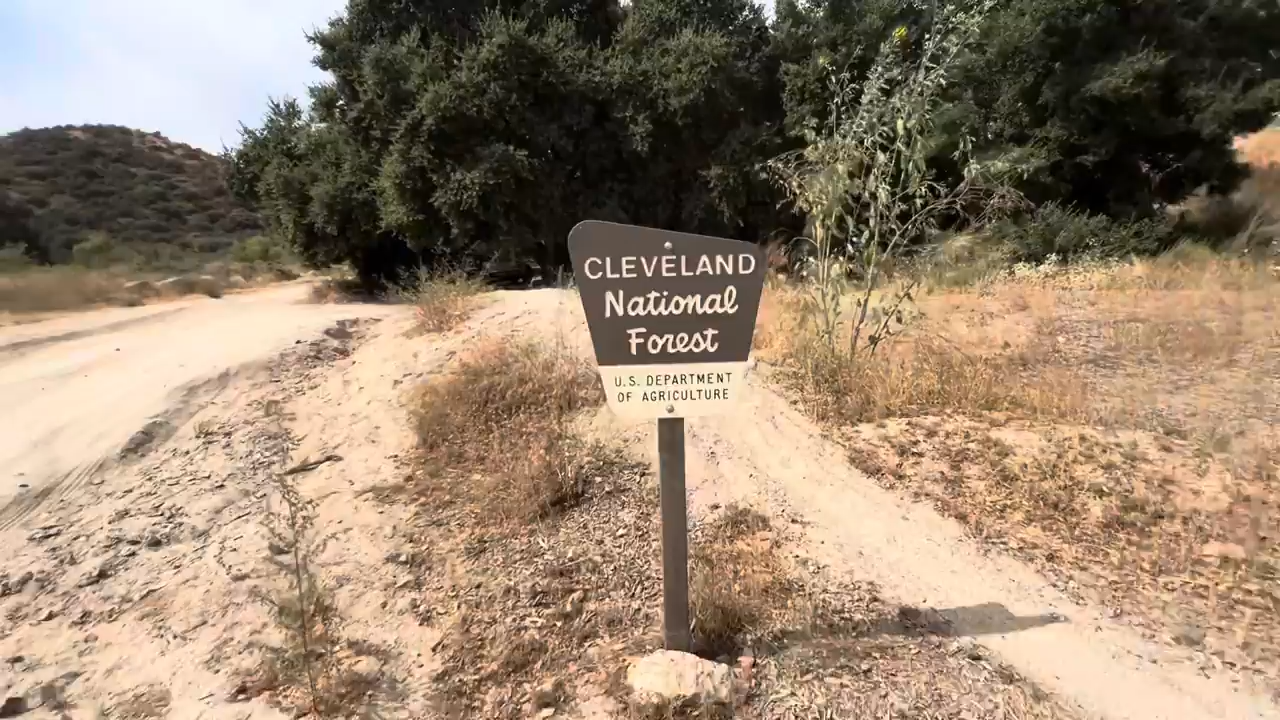 CLEVELAND
National
Forest
U.S. DEPARTMENT
OF AGRICULTURE